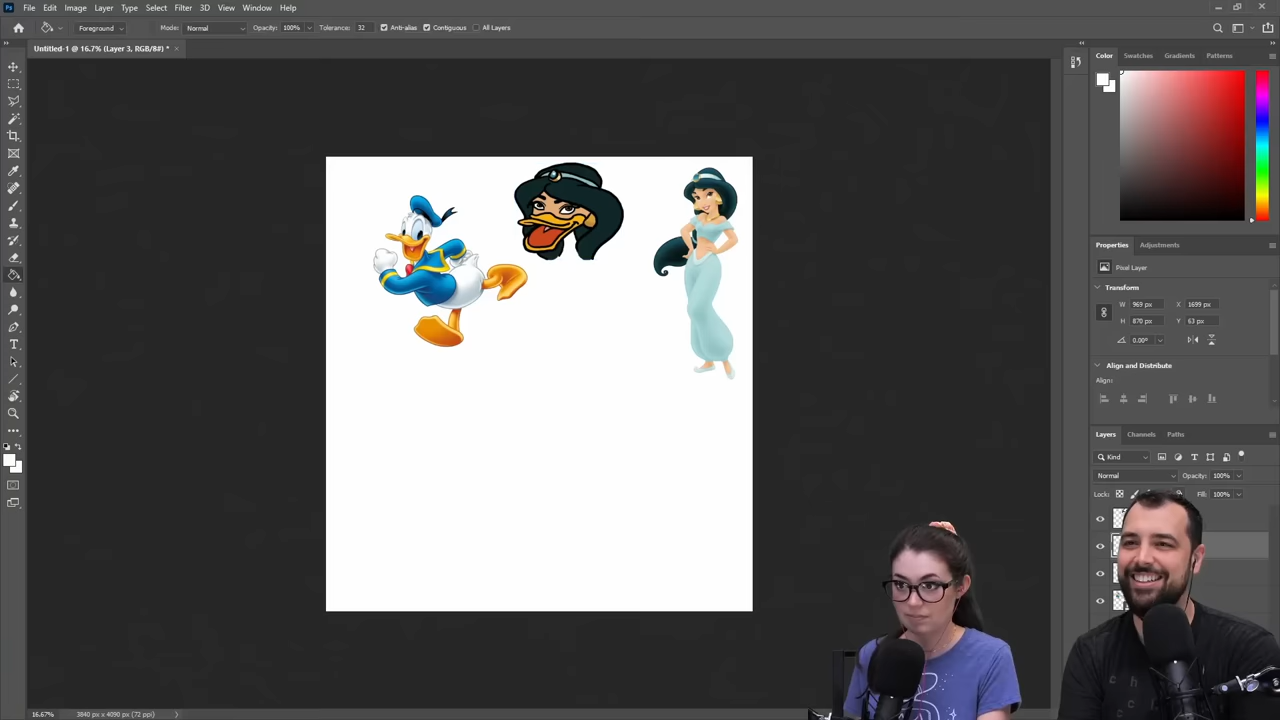 File Edit Image Layer Type Select Filter 3D View Window Help
Foreground Mode: Normal Opacity: 100% Tolerance: 32 Anti-alias Contiguous All Layers
Untitled-1 @ 16.7% (Layer 3, RGB/8#) *
Color Swatches Gradients Patterns
Properties Adjustments
Pixel Layer
Transform
W 969 px X 1699 px
H 870 px Y 63 px
0.00°
Align and Distribute
Align:
Layers Channels Paths
Kind
Normal Opacity: 100%
Lock: Fill: 100%
16.67% 3840 px x 4090 px (72 ppi)